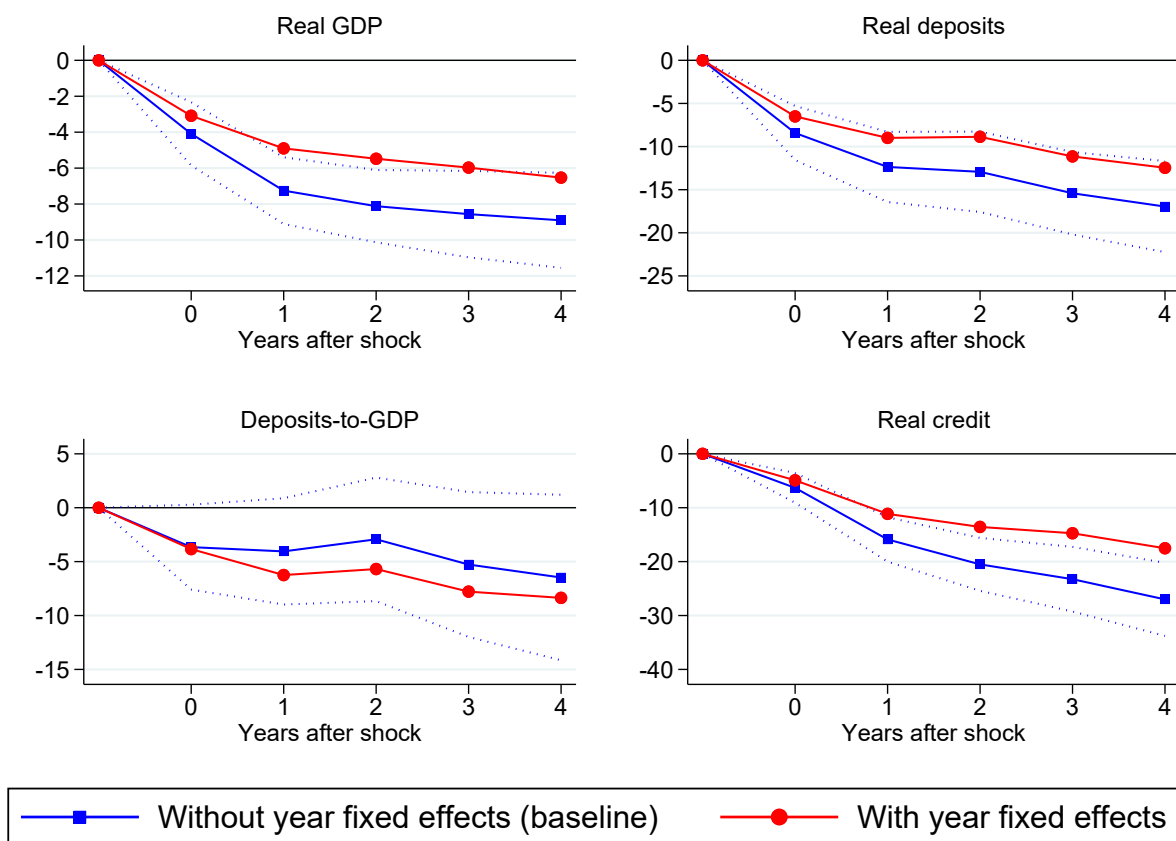 Real GDP
0
-2
-4
-6
-8
-10
-12
0 1 2 3 4
Years after shock
Real deposits
0
-5
-10
-15
-20
-25
0 1 2 3 4
Years after shock
Deposits-to-GDP
5
0
-5
-10
-15
0 1 2 3 4
Years after shock
Real credit
0
-10
-20
-30
-40
0 1 2 3 4
Years after shock
Without year fixed effects (baseline) With year fixed effects